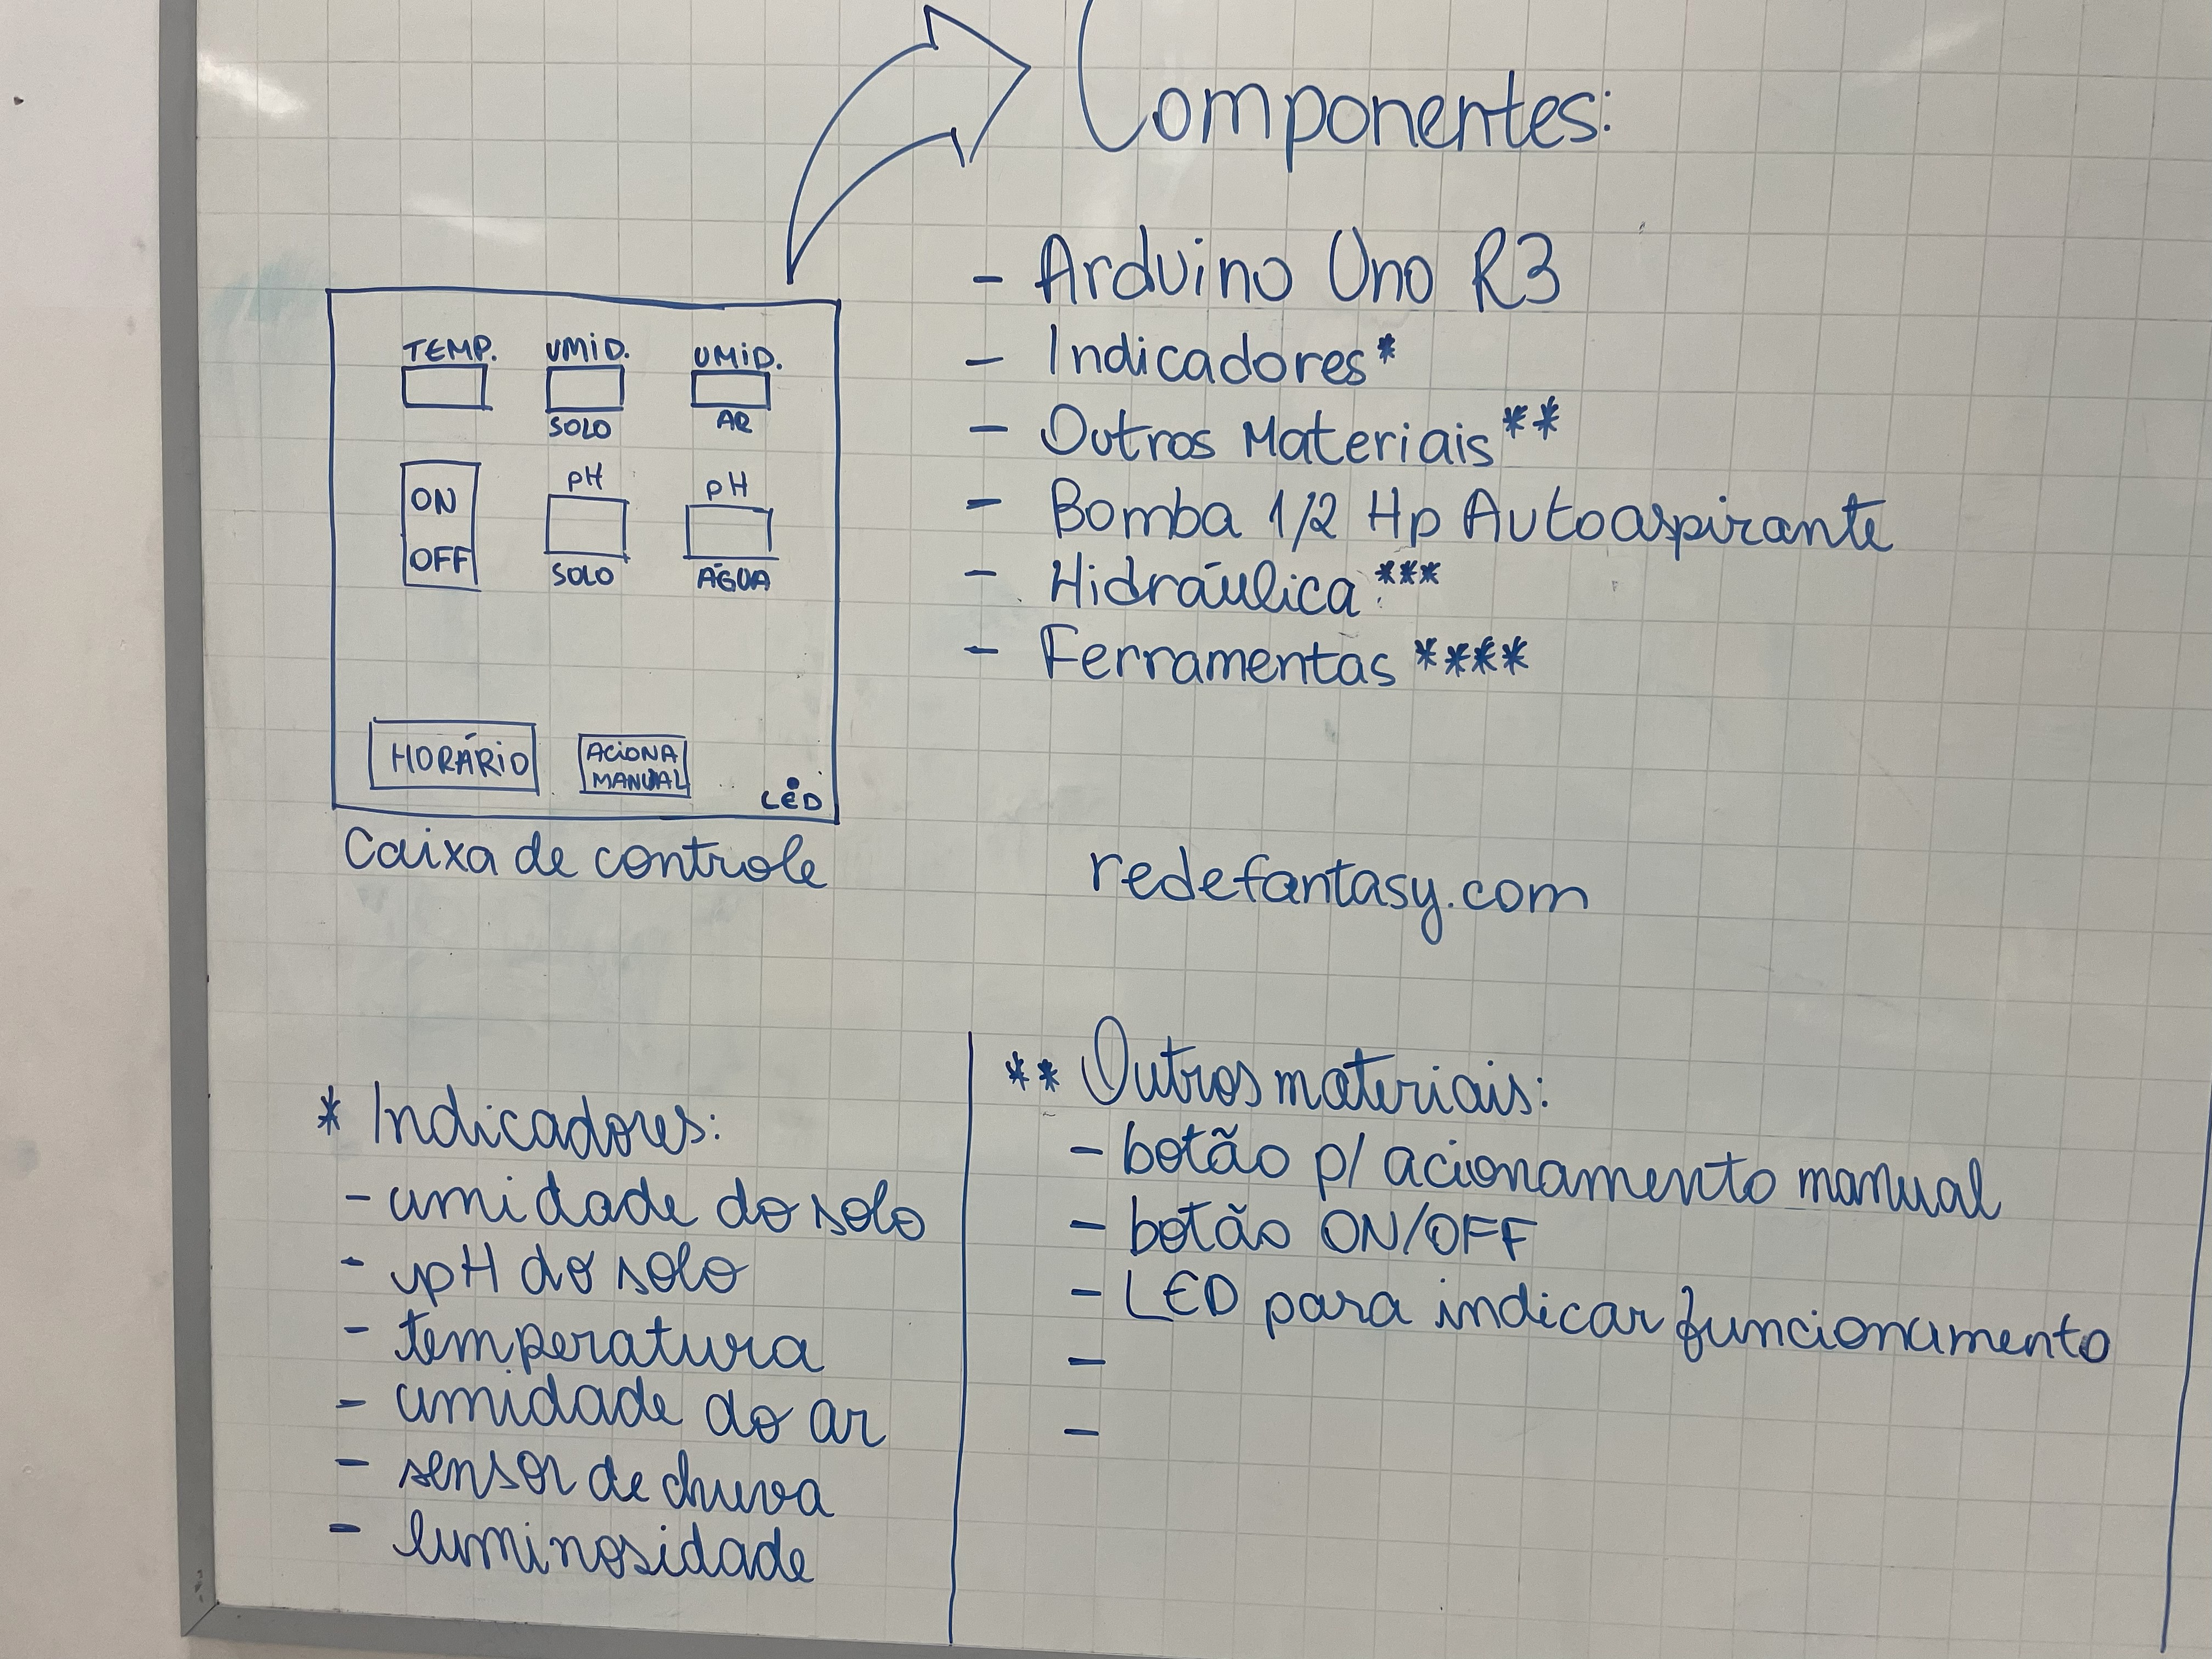 Componentes:
- Arduino Uno R3
- Indicadores*
- Outros Materiais**
- Bomba 1/2 Hp Autoaspirante
- Hidráulica ***
- Ferramentas ****
TEMP. UMID. UMID.
SOLO AR
ON pH pH
OFF SOLO ÁGUA
HORÁRIO ACIONA
MANUAL
LED
Caixa de controle
redefantasy.com
* Indicadores:
- umidade do solo
- pH do solo
- temperatura
- umidade do ar
- sensor de chuva
- luminosidade
** Outros materiais:
- botão p/ acionamento manual
- botão ON/OFF
- LED para indicar funcionamento
-
-